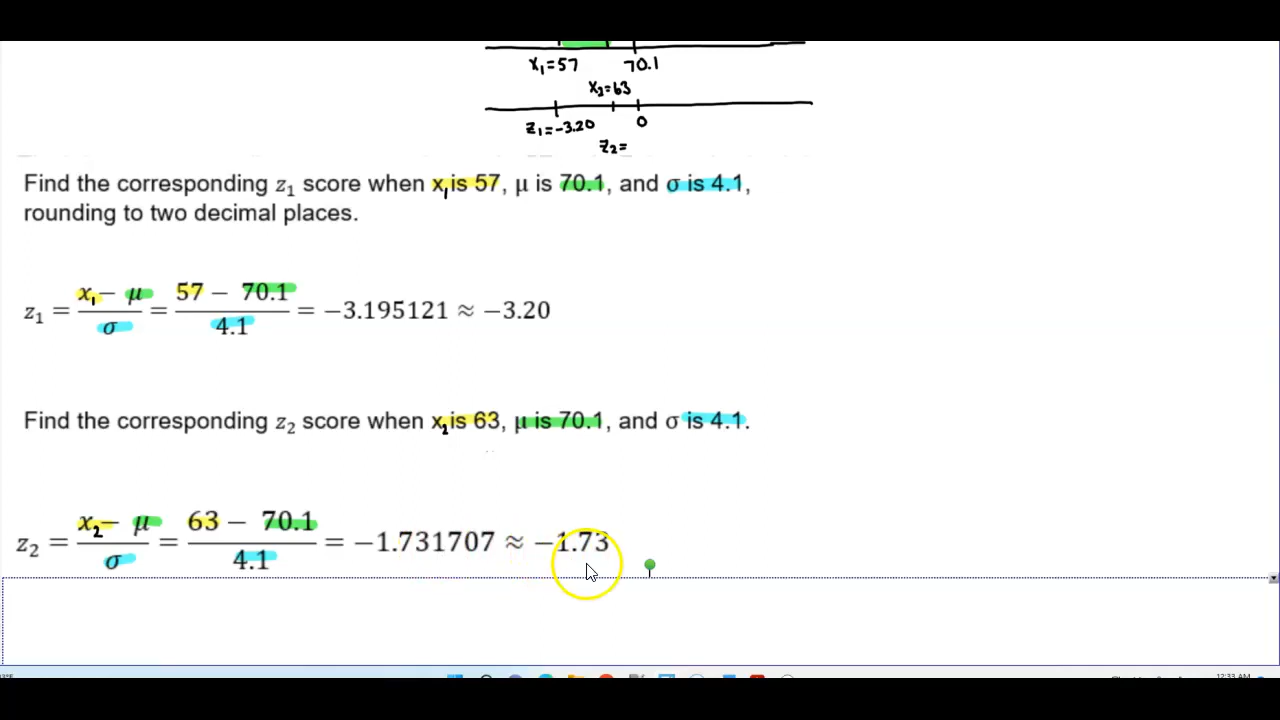 x₁=57 70.1
x₂=63
z₁=-3.20 0
z₂=
Find the corresponding z₁ score when x₁ is 57, μ is 70.1, and σ is 4.1,
rounding to two decimal places.
z₁ = (x₁ − μ)/σ = (57 − 70.1)/4.1 = −3.195121 ≈ −3.20
Find the corresponding z₂ score when x₂ is 63, μ is 70.1, and σ is 4.1.
z₂ = (x₂ − μ)/σ = (63 − 70.1)/4.1 = −1.731707 ≈ −1.73
12:33 AM